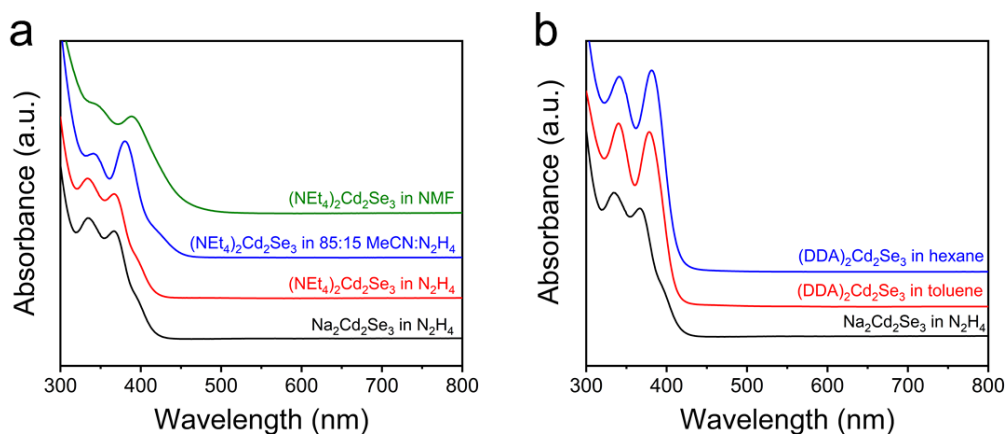 a
Absorbance (a.u.)
(NEt₄)₂Cd₂Se₃ in NMF
(NEt₄)₂Cd₂Se₃ in 85:15 MeCN:N₂H₄
(NEt₄)₂Cd₂Se₃ in N₂H₄
Na₂Cd₂Se₃ in N₂H₄
300 400 500 600 700 800
Wavelength (nm)
b
Absorbance (a.u.)
(DDA)₂Cd₂Se₃ in hexane
(DDA)₂Cd₂Se₃ in toluene
Na₂Cd₂Se₃ in N₂H₄
300 400 500 600 700 800
Wavelength (nm)